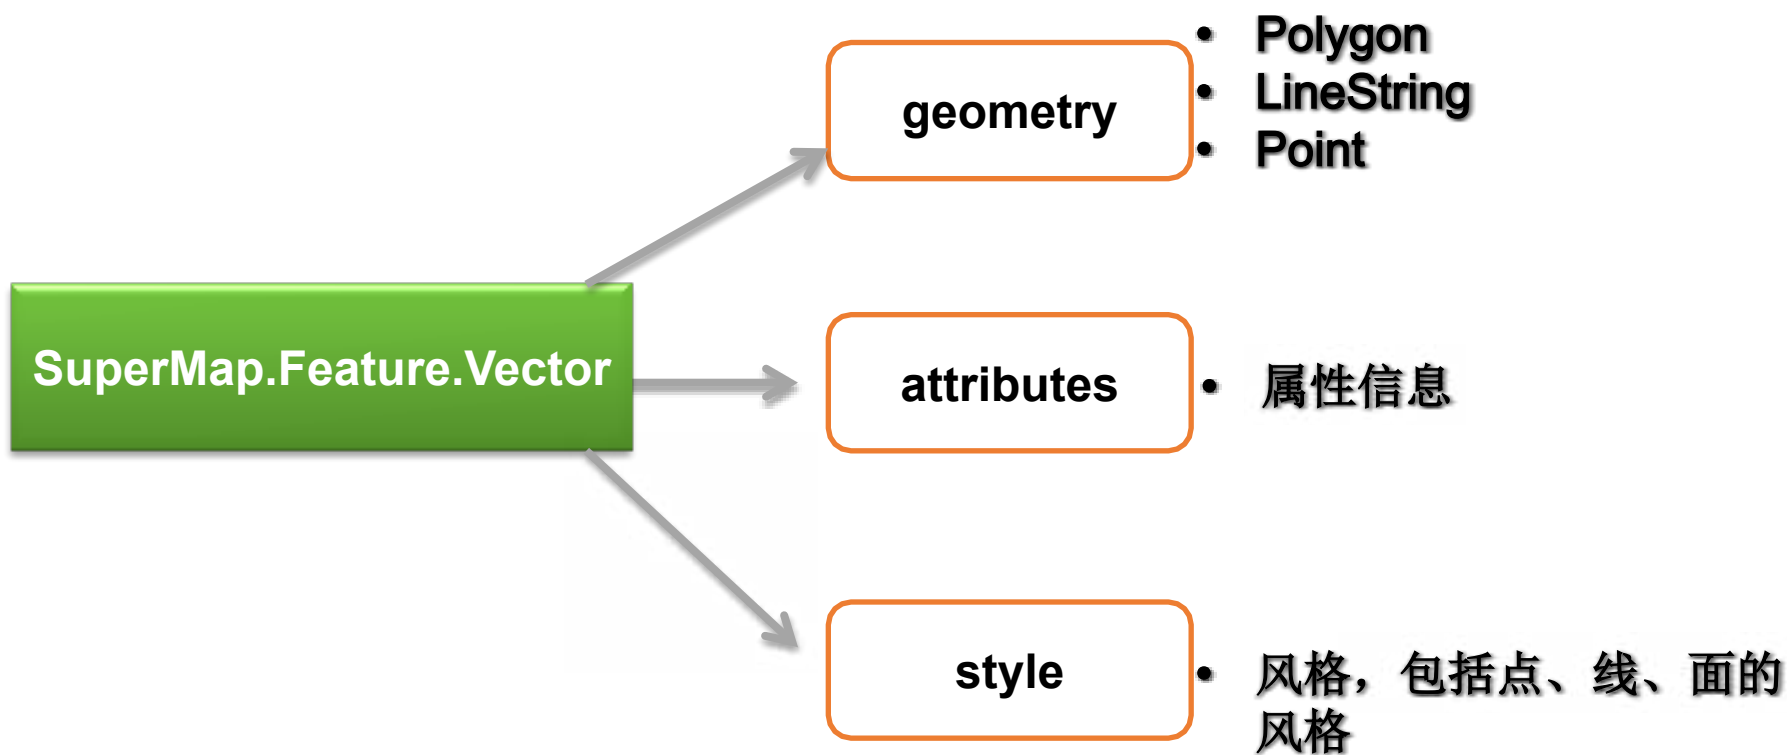 SuperMap.Feature.Vector
geometry
• Polygon
• LineString
• Point
attributes
• 属性信息
style
• 风格，包括点、线、面的
风格